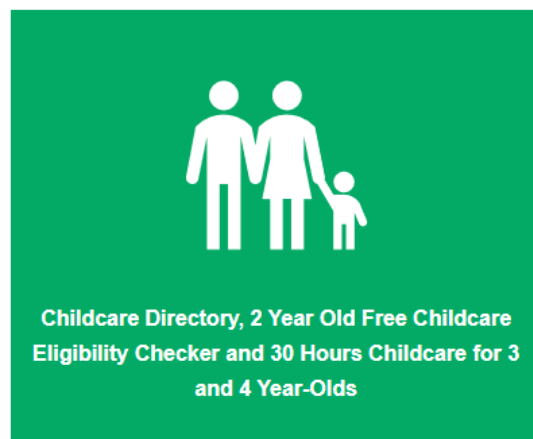 Childcare Directory, 2 Year Old Free Childcare
Eligibility Checker and 30 Hours Childcare for 3
and 4 Year-Olds